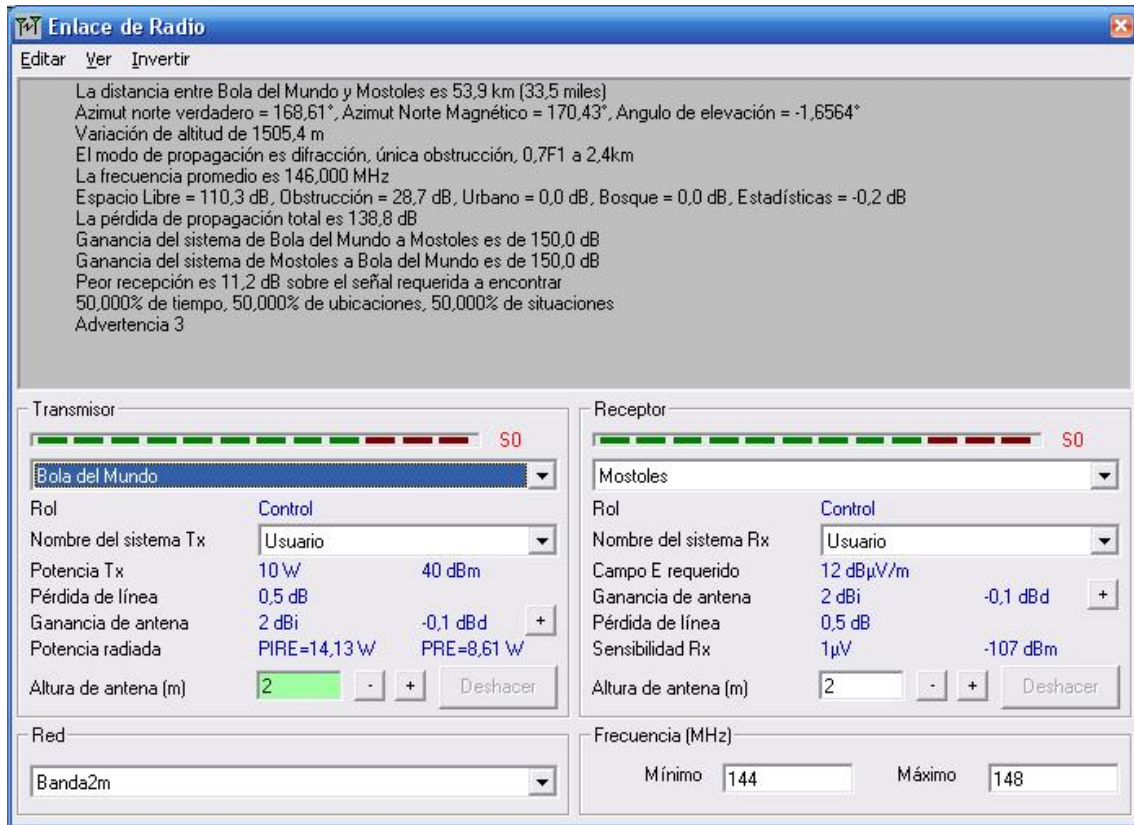 Enlace de Radio
Editar Ver Invertir
La distancia entre Bola del Mundo y Mostoles es 53,9 km (33,5 miles)
Azimut norte verdadero = 168,61°, Azimut Norte Magnético = 170,43°, Angulo de elevación = -1,6564°
Variación de altitud de 1505,4 m
El modo de propagación es difracción, única obstrucción, 0,7F1 a 2,4km
La frecuencia promedio es 146,000 MHz
Espacio Libre = 110,3 dB, Obstrucción = 28,7 dB, Urbano = 0,0 dB, Bosque = 0,0 dB, Estadísticas = -0,2 dB
La pérdida de propagación total es 138,8 dB
Ganancia del sistema de Bola del Mundo a Mostoles es de 150,0 dB
Ganancia del sistema de Mostoles a Bola del Mundo es de 150,0 dB
Peor recepción es 11,2 dB sobre el señal requerida a encontrar
50,000% de tiempo, 50,000% de ubicaciones, 50,000% de situaciones
Advertencia 3
Transmisor
S0
Bola del Mundo
Rol Control
Nombre del sistema Tx Usuario
Potencia Tx 10 W 40 dBm
Pérdida de línea 0,5 dB
Ganancia de antena 2 dBi -0,1 dBd +
Potencia radiada PIRE=14,13 W PRE=8,61 W
Altura de antena (m) 2 - + Deshacer
Receptor
S0
Mostoles
Rol Control
Nombre del sistema Rx Usuario
Campo E requerido 12 dBµV/m
Ganancia de antena 2 dBi -0,1 dBd +
Pérdida de línea 0,5 dB
Sensibilidad Rx 1µV -107 dBm
Altura de antena (m) 2 - + Deshacer
Red
Banda2m
Frecuencia (MHz)
Mínimo 144 Máximo 148